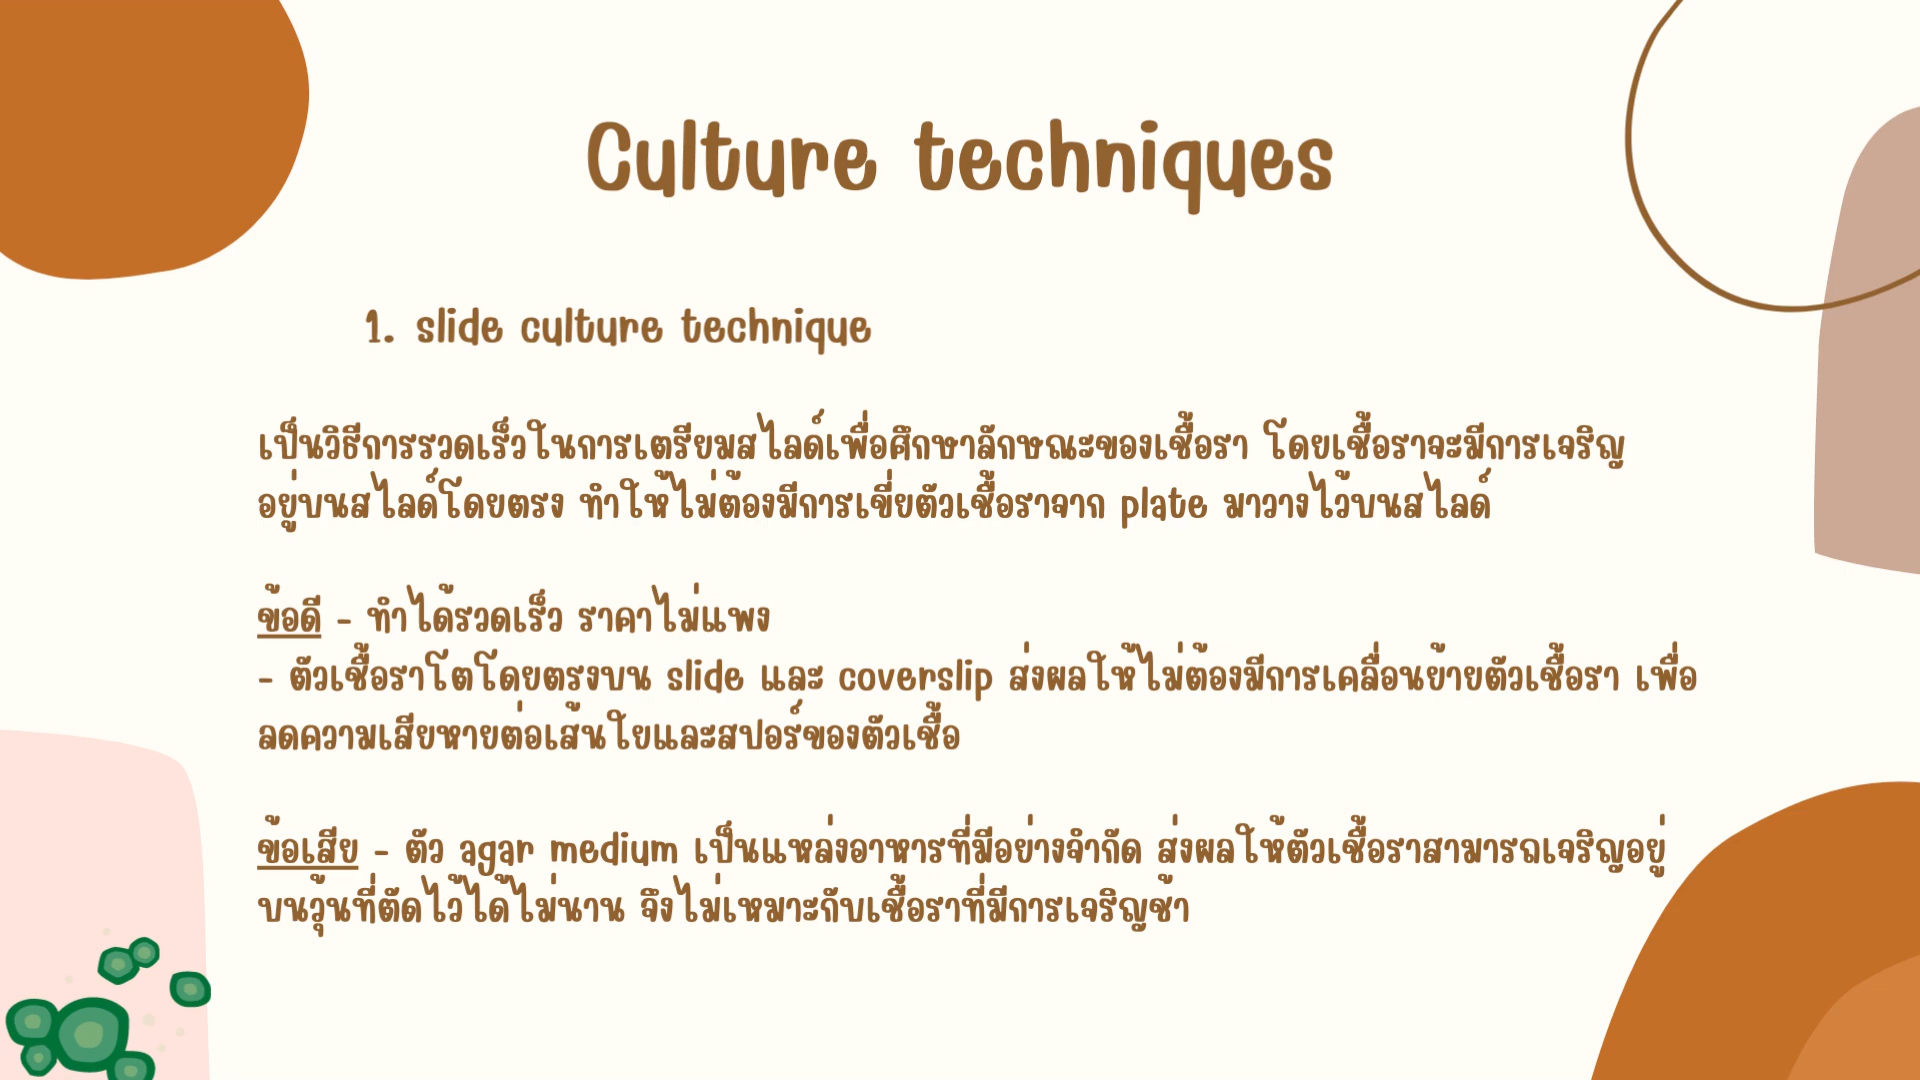 Culture techniques
1. slide culture technique
เป็นวิธีการรวดเร็วในการเตรียมสไลด์เพื่อศึกษาลักษณะของเชื้อรา โดยเชื้อราจะมีการเจริญ
อยู่บนสไลด์โดยตรง ทำให้ไม่ต้องมีการเขี่ยตัวเชื้อราจาก plate มาวางไว้บนสไลด์
ข้อดี - ทำได้รวดเร็ว ราคาไม่แพง
- ตัวเชื้อราโตโดยตรงบน slide และ coverslip ส่งผลให้ไม่ต้องมีการเคลื่อนย้ายตัวเชื้อรา เพื่อ
ลดความเสียหายต่อเส้นใยและสปอร์ของตัวเชื้อ
ข้อเสีย - ตัว agar medium เป็นแหล่งอาหารที่มีอย่างจำกัด ส่งผลให้ตัวเชื้อราสามารถเจริญอยู่
บนวุ้นที่ตัดไว้ได้ไม่นาน จึงไม่เหมาะกับเชื้อราที่มีการเจริญช้า